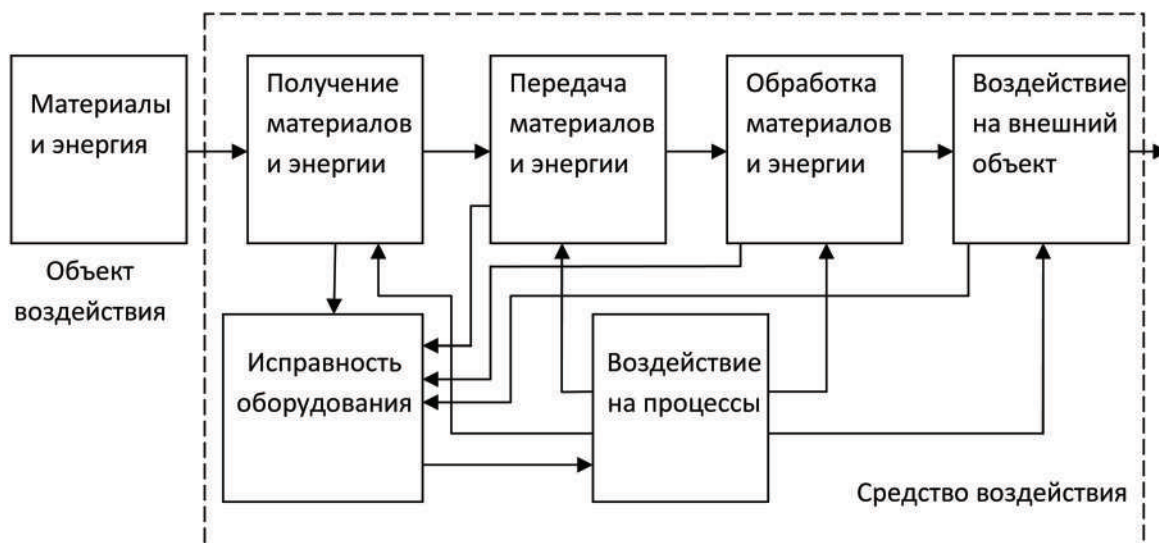 Материалы
и энергия
Получение
материалов
и энергии
Передача
материалов
и энергии
Обработка
материалов
и энергии
Воздействие
на внешний
объект
Объект
воздействия
Исправность
оборудования
Воздействие
на процессы
Средство воздействия